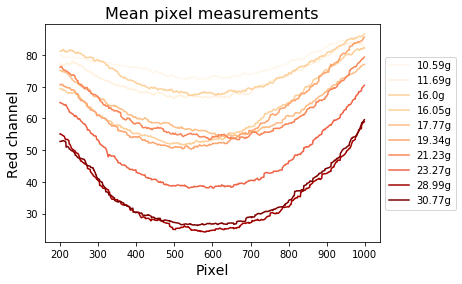 Mean pixel measurements
Red channel
80
70
60
50
40
30
200 300 400 500 600 700 800 900 1000
Pixel
10.59g
11.69g
16.0g
16.05g
17.77g
19.34g
21.23g
23.27g
28.99g
30.77g